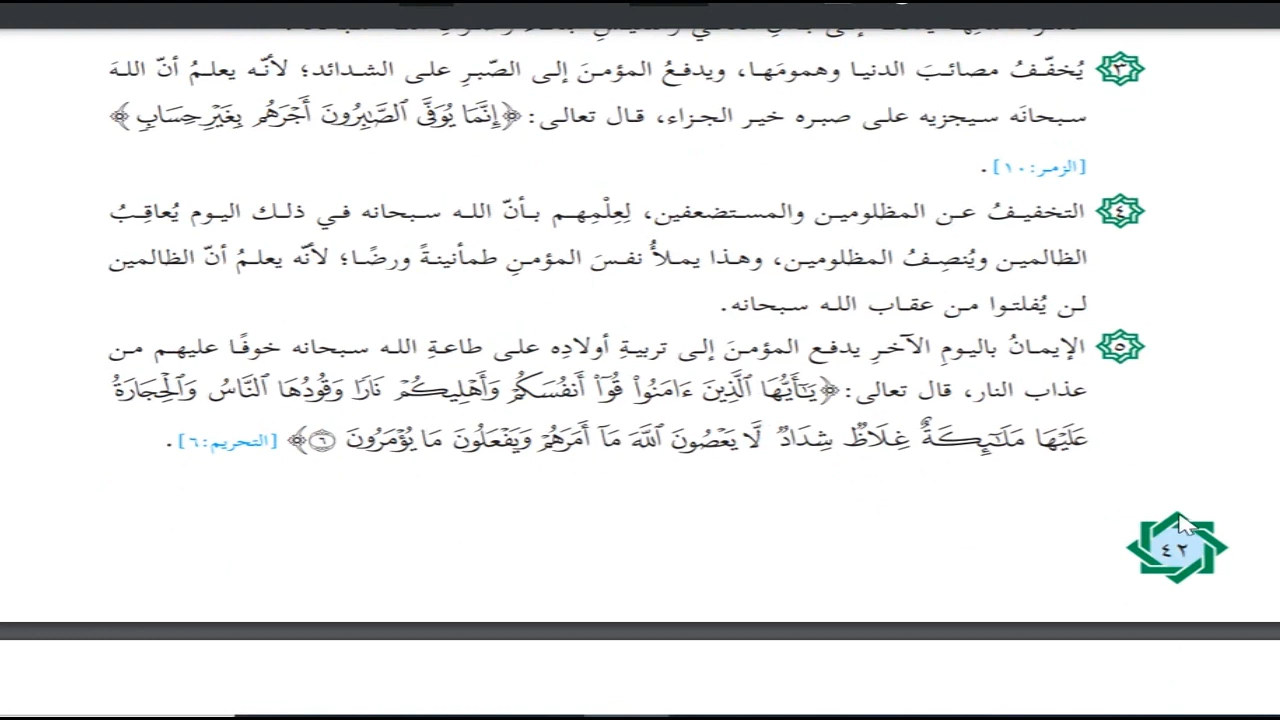 ٣ يُخفّفُ مصائبَ الدنيا وهمومَها، ويدفعُ المؤمنَ إلى الصّبرِ على الشدائد؛ لأنّه يعلمُ أنّ اللهَ
سبحانَه سيجزيه على صبره خير الجزاء، قال تعالى: ﴿إِنَّمَا يُوَفَّى ٱلصَّٰبِرُونَ أَجْرَهُم بِغَيْرِ حِسَابٍ﴾
[الزمر:١٠].
٤ التخفيفُ عن المظلومين والمستضعفين، لِعِلْمِهم بأنّ الله سبحانه في ذلك اليوم يُعاقِبُ
الظالمين ويُنصِفُ المظلومين، وهذا يملأُ نفسَ المؤمنِ طمأنينةً ورضًا؛ لأنّه يعلمُ أنّ الظالمين
لن يُفلتوا من عقاب الله سبحانه.
٥ الإيمانُ باليومِ الآخرِ يدفع المؤمنَ إلى تربيةِ أولادِه على طاعةِ الله سبحانه خوفًا عليهم من
عذاب النار، قال تعالى: ﴿يَٰٓأَيُّهَا ٱلَّذِينَ ءَامَنُوا۟ قُوٓا۟ أَنفُسَكُمْ وَأَهْلِيكُمْ نَارًا وَقُودُهَا ٱلنَّاسُ وَٱلْحِجَارَةُ
عَلَيْهَا مَلَٰٓئِكَةٌ غِلَاظٌ شِدَادٌ لَّا يَعْصُونَ ٱللَّهَ مَآ أَمَرَهُمْ وَيَفْعَلُونَ مَا يُؤْمَرُونَ ٦﴾ [التحريم:٦].
٤٢